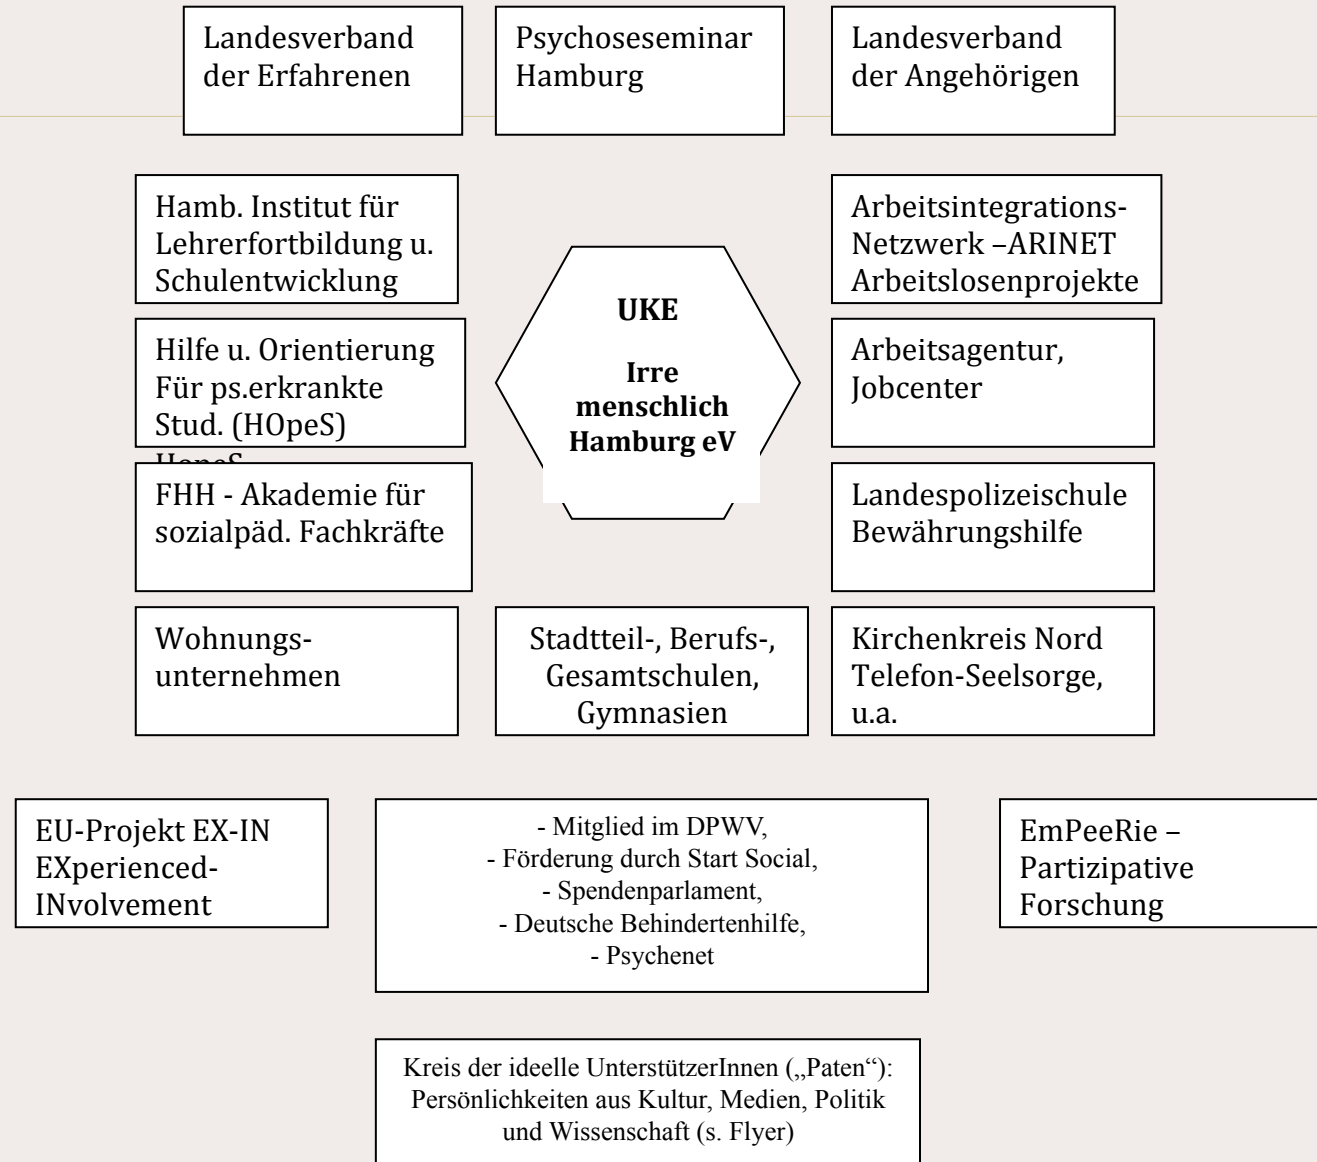 Landesverband
der Erfahrenen
Psychoseseminar
Hamburg
Landesverband
der Angehörigen
Hamb. Institut für
Lehrerfortbildung u.
Schulentwicklung
Arbeitsintegrations-
Netzwerk –ARINET
Arbeitslosenprojekte
UKE
Irre
menschlich
Hamburg eV
Hilfe u. Orientierung
Für ps.erkrankte
Stud. (HOpeS)
Arbeitsagentur,
Jobcenter
FHH - Akademie für
sozialpäd. Fachkräfte
Landespolizeischule
Bewährungshilfe
Wohnungs-
unternehmen
Stadtteil-, Berufs-,
Gesamtschulen,
Gymnasien
Kirchenkreis Nord
Telefon-Seelsorge,
u.a.
EU-Projekt EX-IN
EXperienced-
INvolvement
- Mitglied im DPWV,
- Förderung durch Start Social,
- Spendenparlament,
- Deutsche Behindertenhilfe,
- Psychenet
EmPeeRie –
Partizipative
Forschung
Kreis der ideelle UnterstützerInnen („Paten“):
Persönlichkeiten aus Kultur, Medien, Politik
und Wissenschaft (s. Flyer)